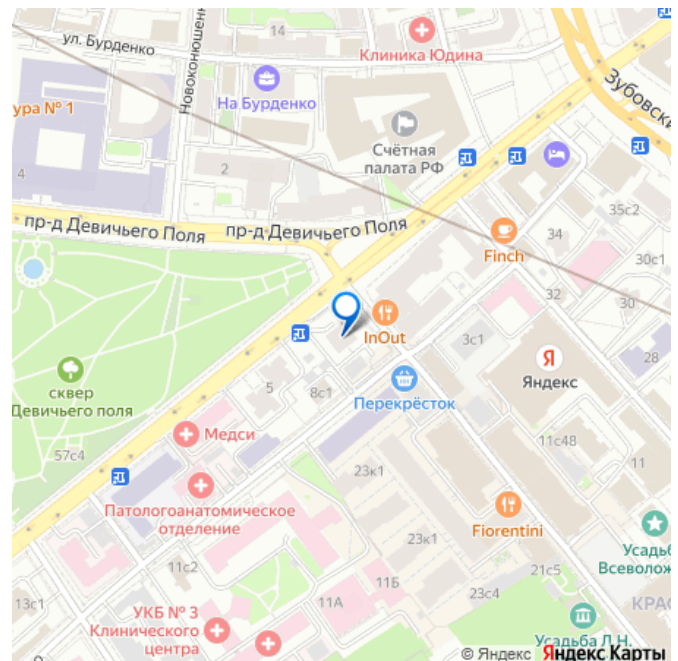 14
ул. Бурденко
Клиника Юдина
Новоконюшен
На Бурденко
Зубовски
ура № 1
Счётная
палата РФ
4
2
35с2
пр-д Девичьего Поля
пр-д Девичьего Поля
34
Finch
30с1
32
30
InOut
3с1
28
Я
Яндекс
сквер
Девичьего поля
5
8с1
Перекрёсток
Медси
57с4
11с48
11
23к1
Патологоанатомическое
отделение
Fiorentini
23к1
Усадьб
Всеволож
11с2
11Б
21с5
23с4
13с1
11А
КРАС
УКБ № 3
Клинического
центра
Усадьба Л.Н.
© Яндекс Яндекс Карты